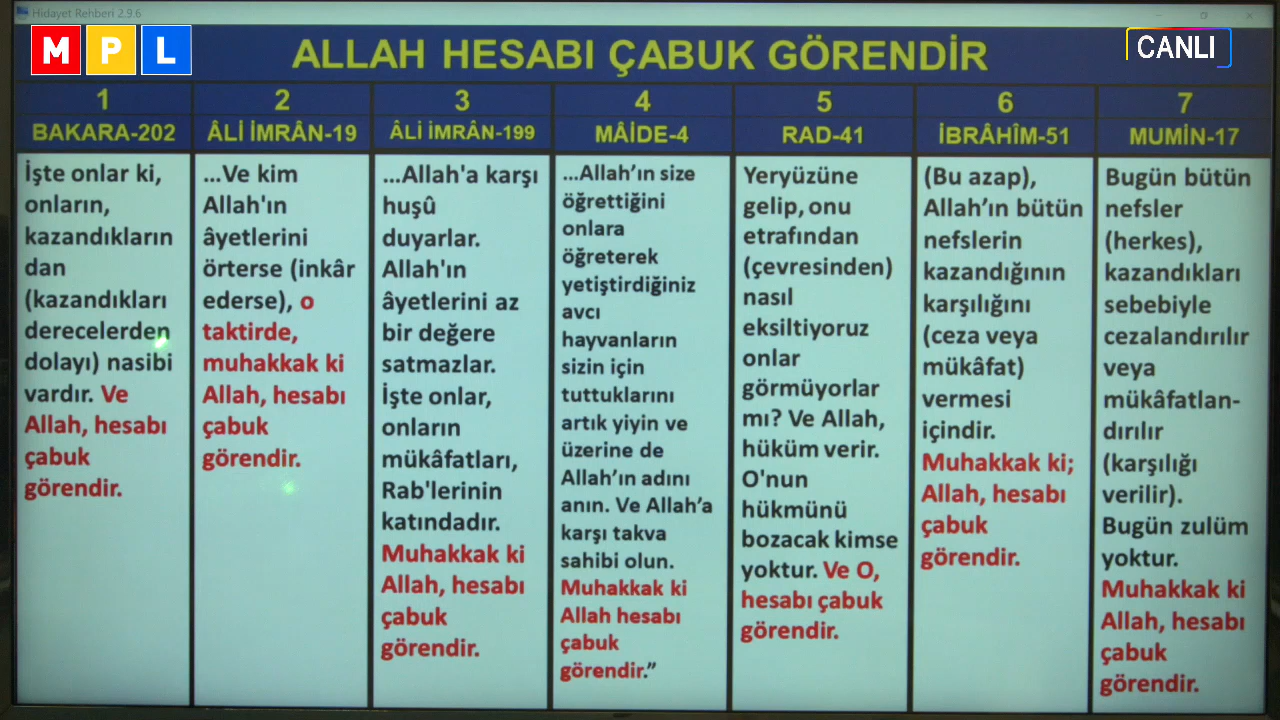 Hidayet Rehberi 2.9.6
MPL
CANLI
ALLAH HESABI ÇABUK GÖRENDİR
1
BAKARA-202
İşte onlar ki,
onların,
kazandıkların
dan
(kazandıkları
derecelerden
dolayı) nasibi
vardır. Ve
Allah, hesabı
çabuk
görendir.
2
ÂLİ İMRÂN-19
...Ve kim
Allah'ın
âyetlerini
örterse (inkâr
ederse), o
taktirde,
muhakkak ki
Allah, hesabı
çabuk
görendir.
3
ÂLİ İMRÂN-199
...Allah'a karşı
huşû
duyarlar.
Allah'ın
âyetlerini az
bir değere
satmazlar.
İşte onlar,
onların
mükâfatları,
Rab'lerinin
katındadır.
Muhakkak ki
Allah, hesabı
çabuk
görendir.
4
MÂİDE-4
...Allah’ın size
öğrettiğini
onlara
öğreterek
yetiştirdiğiniz
avcı
hayvanların
sizin için
tuttuklarını
artık yiyin ve
üzerine de
Allah’ın adını
anın. Ve Allah’a
karşı takva
sahibi olun.
Muhakkak ki
Allah hesabı
çabuk
görendir.”
5
RAD-41
Yeryüzüne
gelip, onu
etrafından
(çevresinden)
nasıl
eksiltiyoruz
onlar
görmüyorlar
mı? Ve Allah,
hüküm verir.
O'nun
hükmünü
bozacak kimse
yoktur. Ve O,
hesabı çabuk
görendir.
6
İBRÂHÎM-51
(Bu azap),
Allah’ın bütün
nefslerin
kazandığının
karşılığını
(ceza veya
mükâfat)
vermesi
içindir.
Muhakkak ki;
Allah, hesabı
çabuk
görendir.
7
MUMİN-17
Bugün bütün
nefsler
(herkes),
kazandıkları
sebebiyle
cezalandırılır
veya
mükâfatlan-
dırılır
(karşılığı
verilir).
Bugün zulüm
yoktur.
Muhakkak ki
Allah, hesabı
çabuk
görendir.